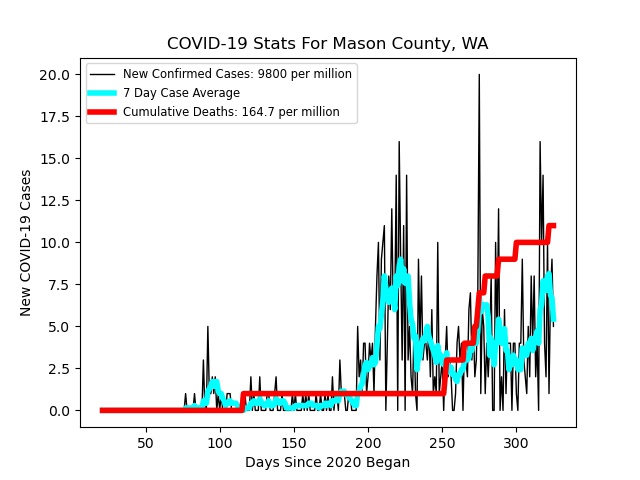 COVID-19 Stats For Mason County, WA
New Confirmed Cases: 9800 per million
7 Day Case Average
Cumulative Deaths: 164.7 per million
New COVID-19 Cases
20.0
17.5
15.0
12.5
10.0
7.5
5.0
2.5
0.0
50 100 150 200 250 300
Days Since 2020 Began